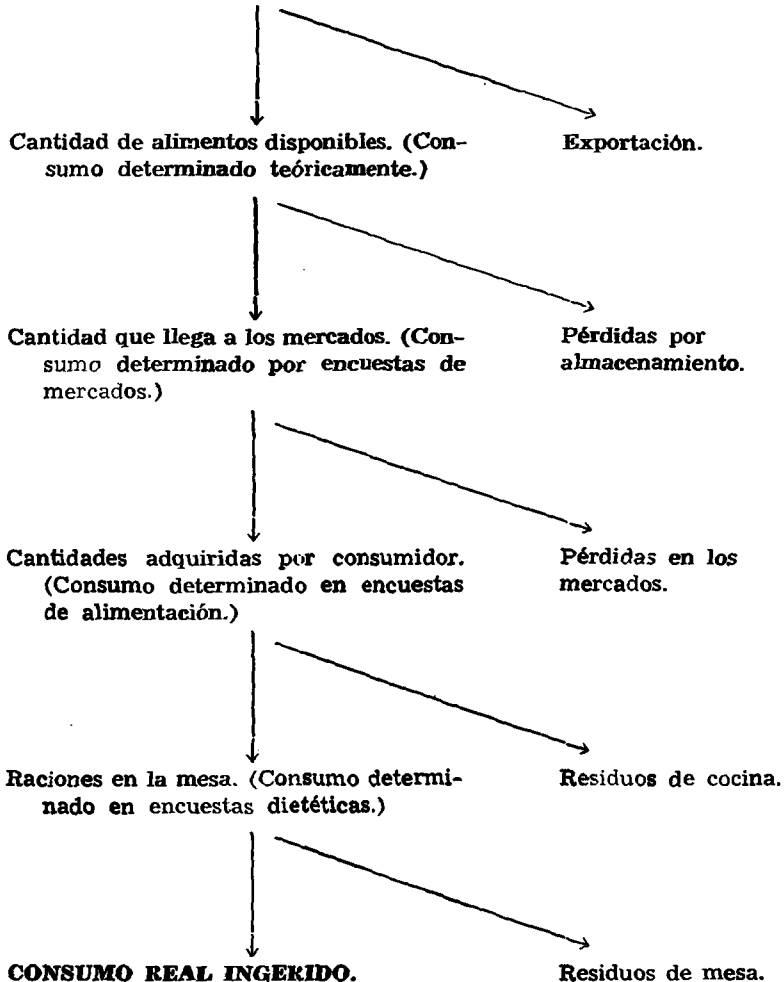 Cantidad de alimentos disponibles. (Con-
sumo determinado teóricamente.)
Exportación.
Cantidad que llega a los mercados. (Con-
sumo determinado por encuestas de
mercados.)
Pérdidas por
almacenamiento.
Cantidades adquiridas por consumidor.
(Consumo determinado en encuestas
de alimentación.)
Pérdidas en los
mercados.
Raciones en la mesa. (Consumo determi-
nado en encuestas dietéticas.)
Residuos de cocina.
CONSUMO REAL INGERIDO.
Residuos de mesa.